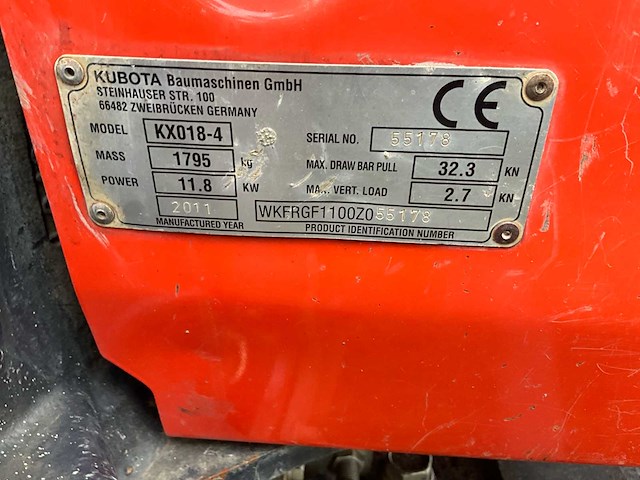 KUBOTA Baumaschinen GmbH
STEINHAUSER STR. 100
66482 ZWEIBRÜCKEN GERMANY
CE
MODEL KX018-4 SERIAL NO. 55178
MASS 1795 kg MAX. DRAW BAR PULL 32.3 KN
POWER 11.8 KW MAX. VERT. LOAD 2.7 KN
2011 WKFRGF1100Z055178
MANUFACTURED YEAR PRODUCT IDENTIFICATION NUMBER